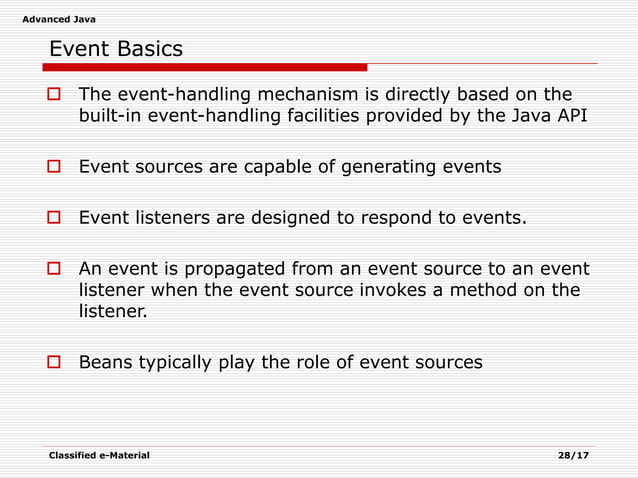 Advanced Java
Event Basics
The event-handling mechanism is directly based on the
built-in event-handling facilities provided by the Java API
Event sources are capable of generating events
Event listeners are designed to respond to events.
An event is propagated from an event source to an event
listener when the event source invokes a method on the
listener.
Beans typically play the role of event sources
Classified e-Material
28/17